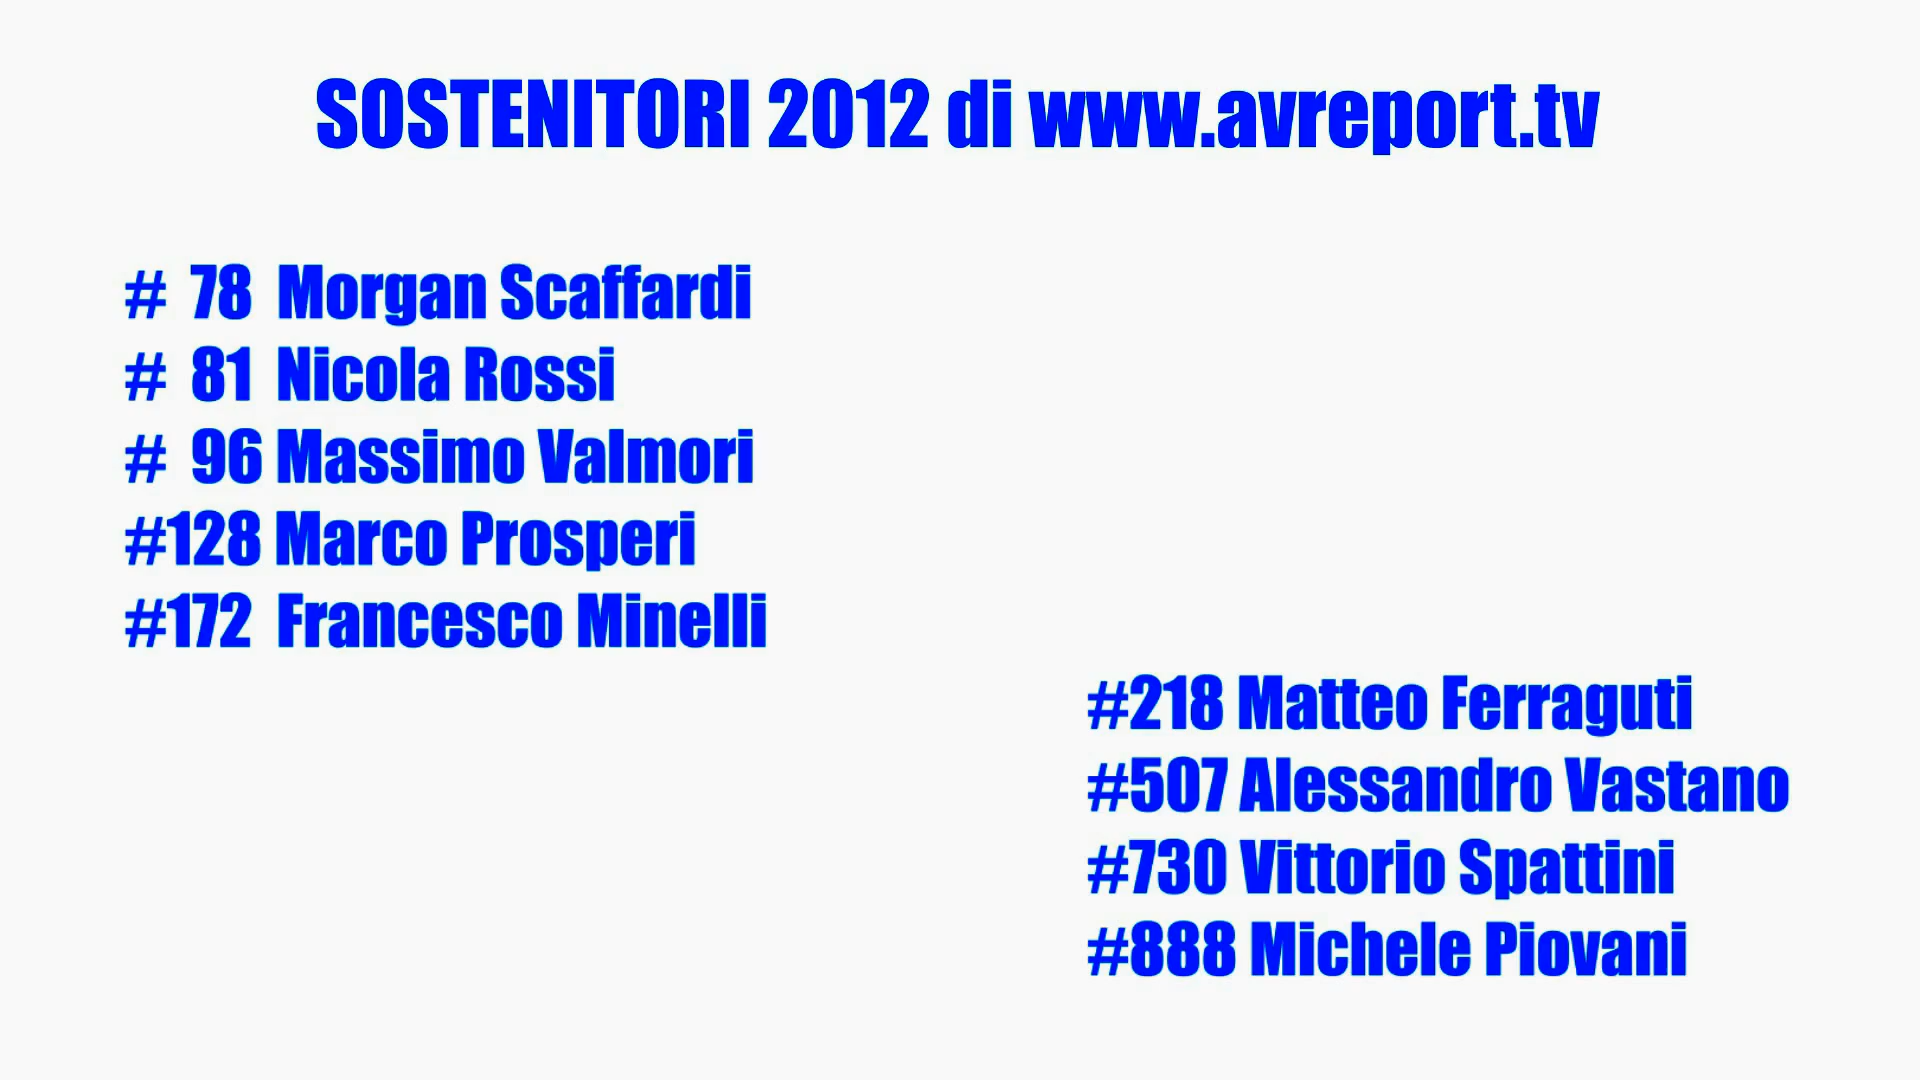 SOSTENITORI 2012 di www.avreport.tv
# 78 Morgan Scaffardi
# 81 Nicola Rossi
# 96 Massimo Valmori
#128 Marco Prosperi
#172 Francesco Minelli
#218 Matteo Ferraguti
#507 Alessandro Vastano
#730 Vittorio Spattini
#888 Michele Piovani